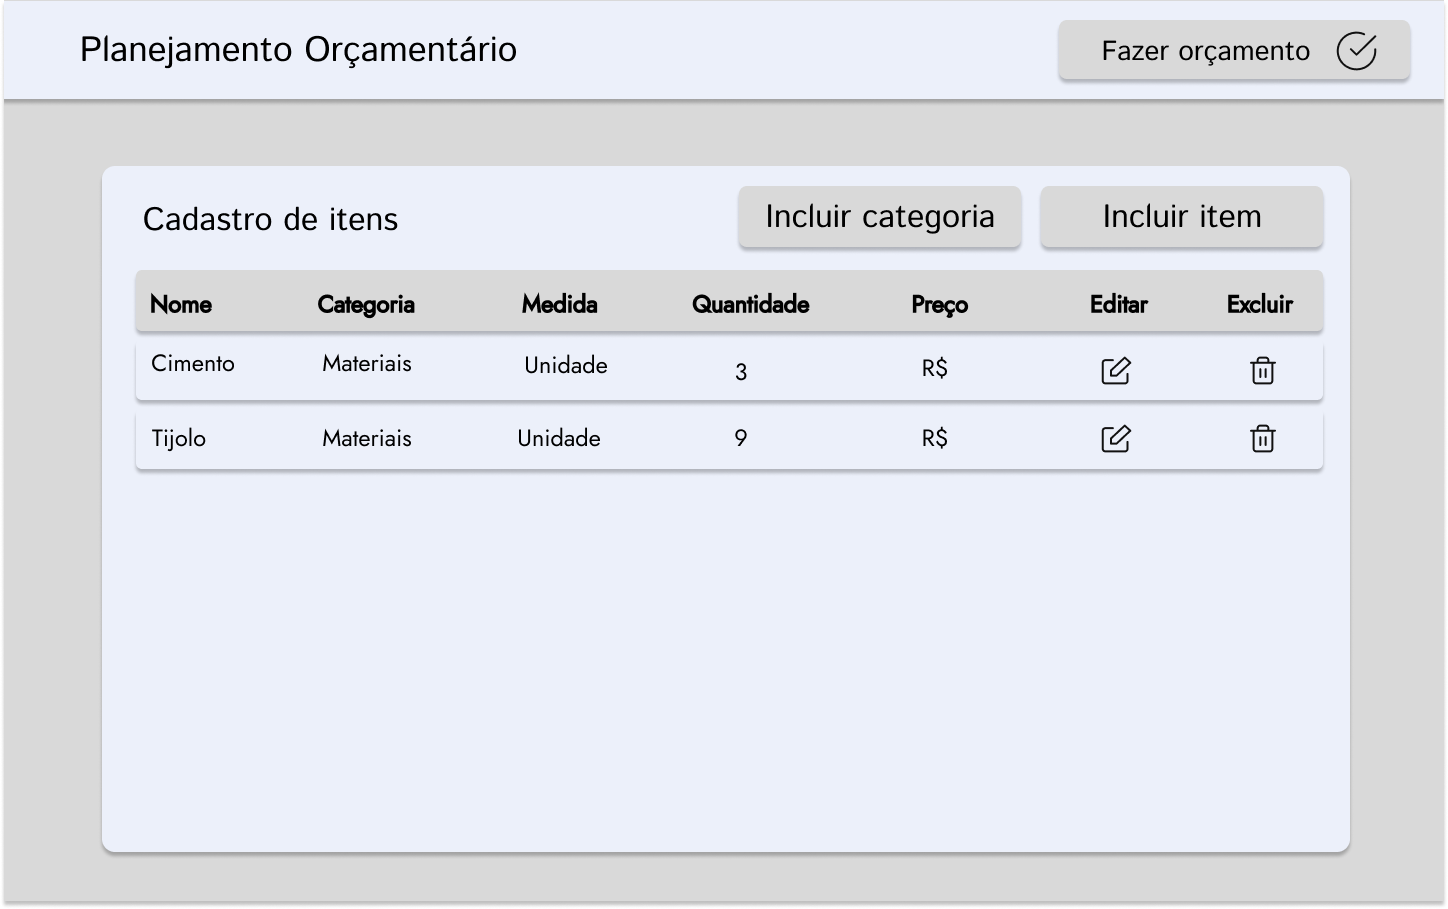 Planejamento Orçamentário
Fazer orçamento
Cadastro de itens
Incluir categoria
Incluir item
Nome Categoria Medida Quantidade Preço Editar Excluir
Cimento Materiais Unidade 3 R$
Tijolo Materiais Unidade 9 R$